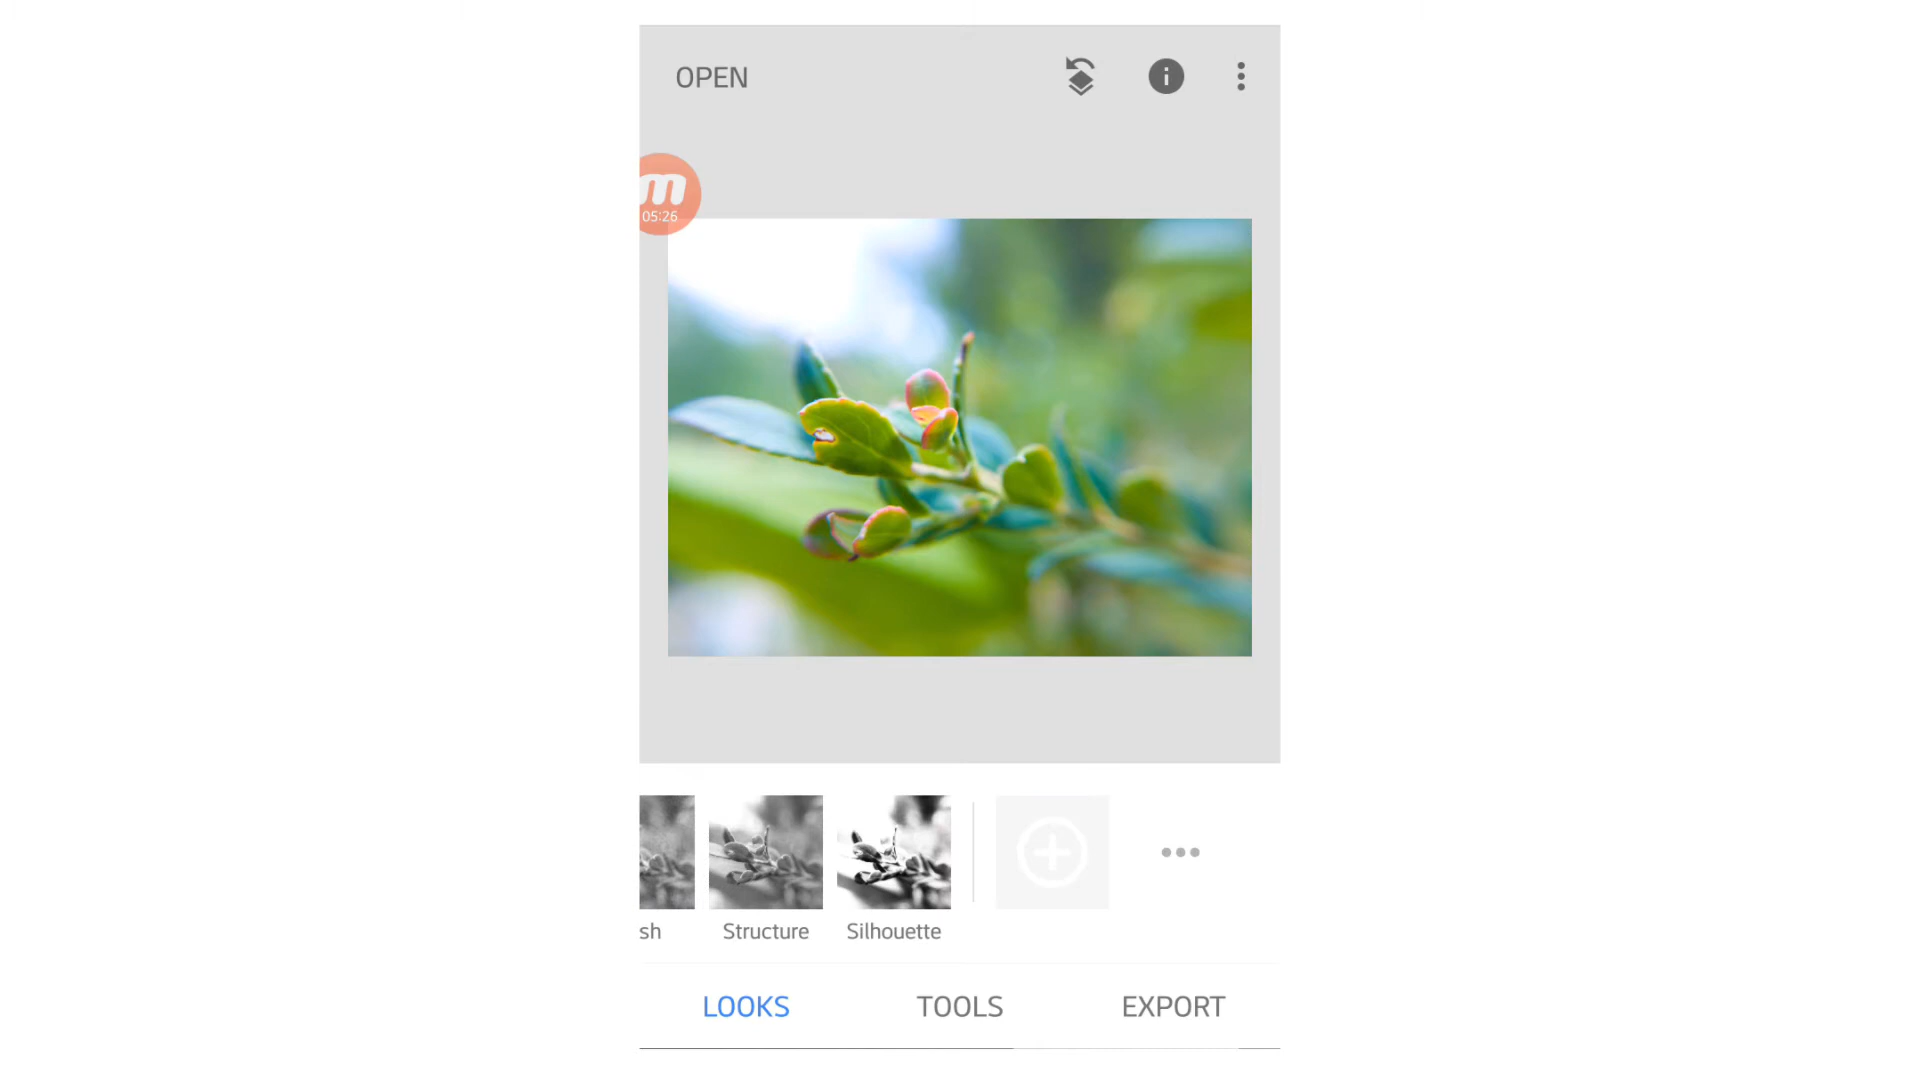 OPEN
m
05:26
sh
Structure
Silhouette
LOOKS
TOOLS
EXPORT